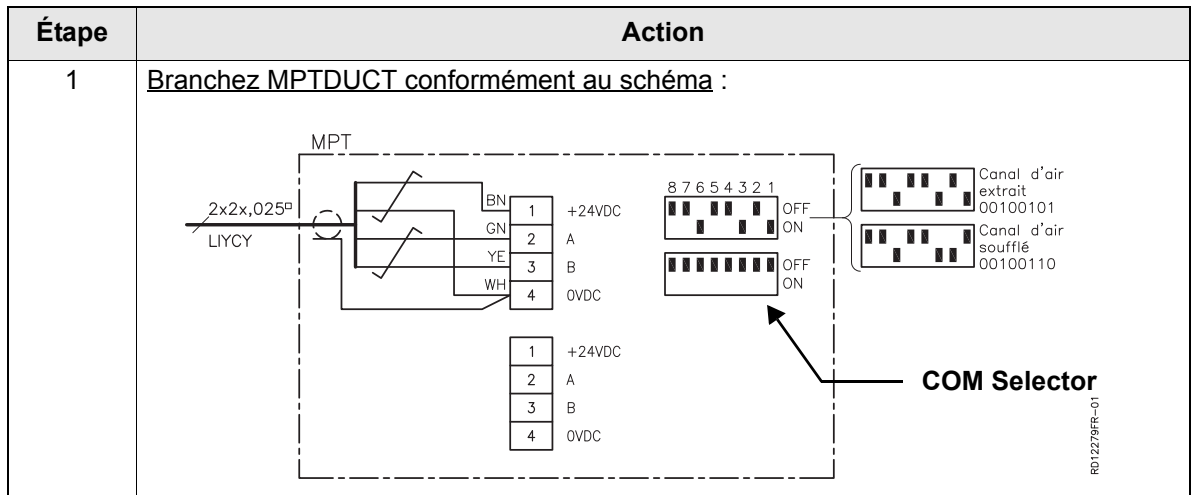 Étape Action
1 Branchez MPTDUCT conformément au schéma :
MPT
2x2x,025¤
LIYCY
BN 1 +24VDC
GN 2 A
YE 3 B
WH 4 0VDC
8 7 6 5 4 3 2 1
OFF
ON
OFF
ON
Canal d'air
extrait
00100101
Canal d'air
soufflé
00100110
1 +24VDC
2 A
3 B
4 0VDC
COM Selector
RD12279FR-01